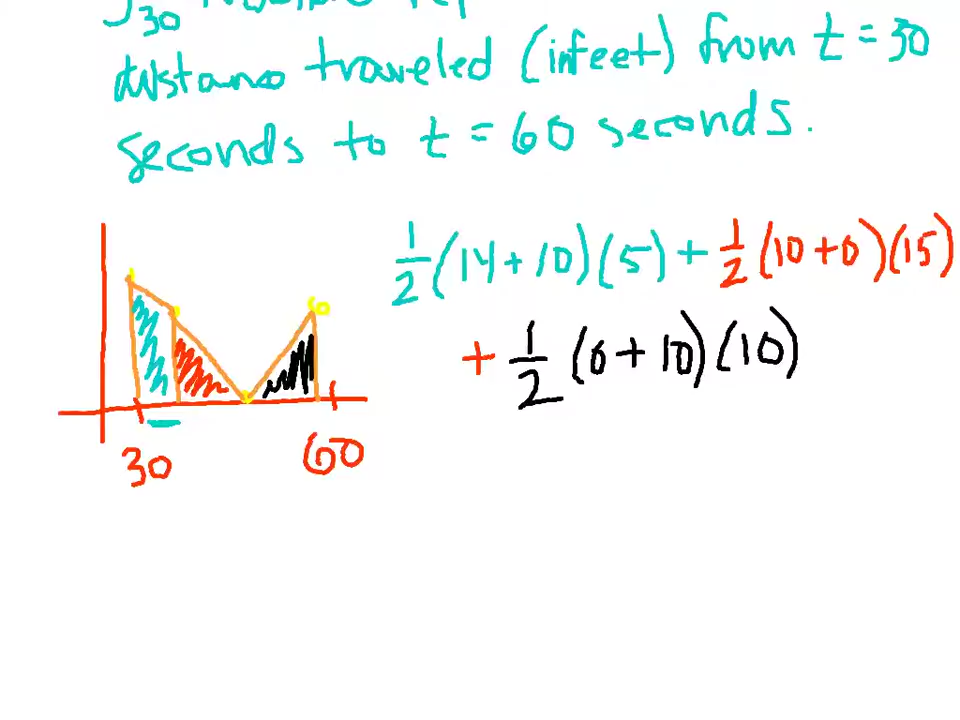 ∫30
distance traveled (in feet) from t = 30
seconds to t = 60 seconds.
1/2 (14 + 10)(5) + 1/2 (10 + 0)(15)
+ 1/2 (0 + 10)(10)
30 60